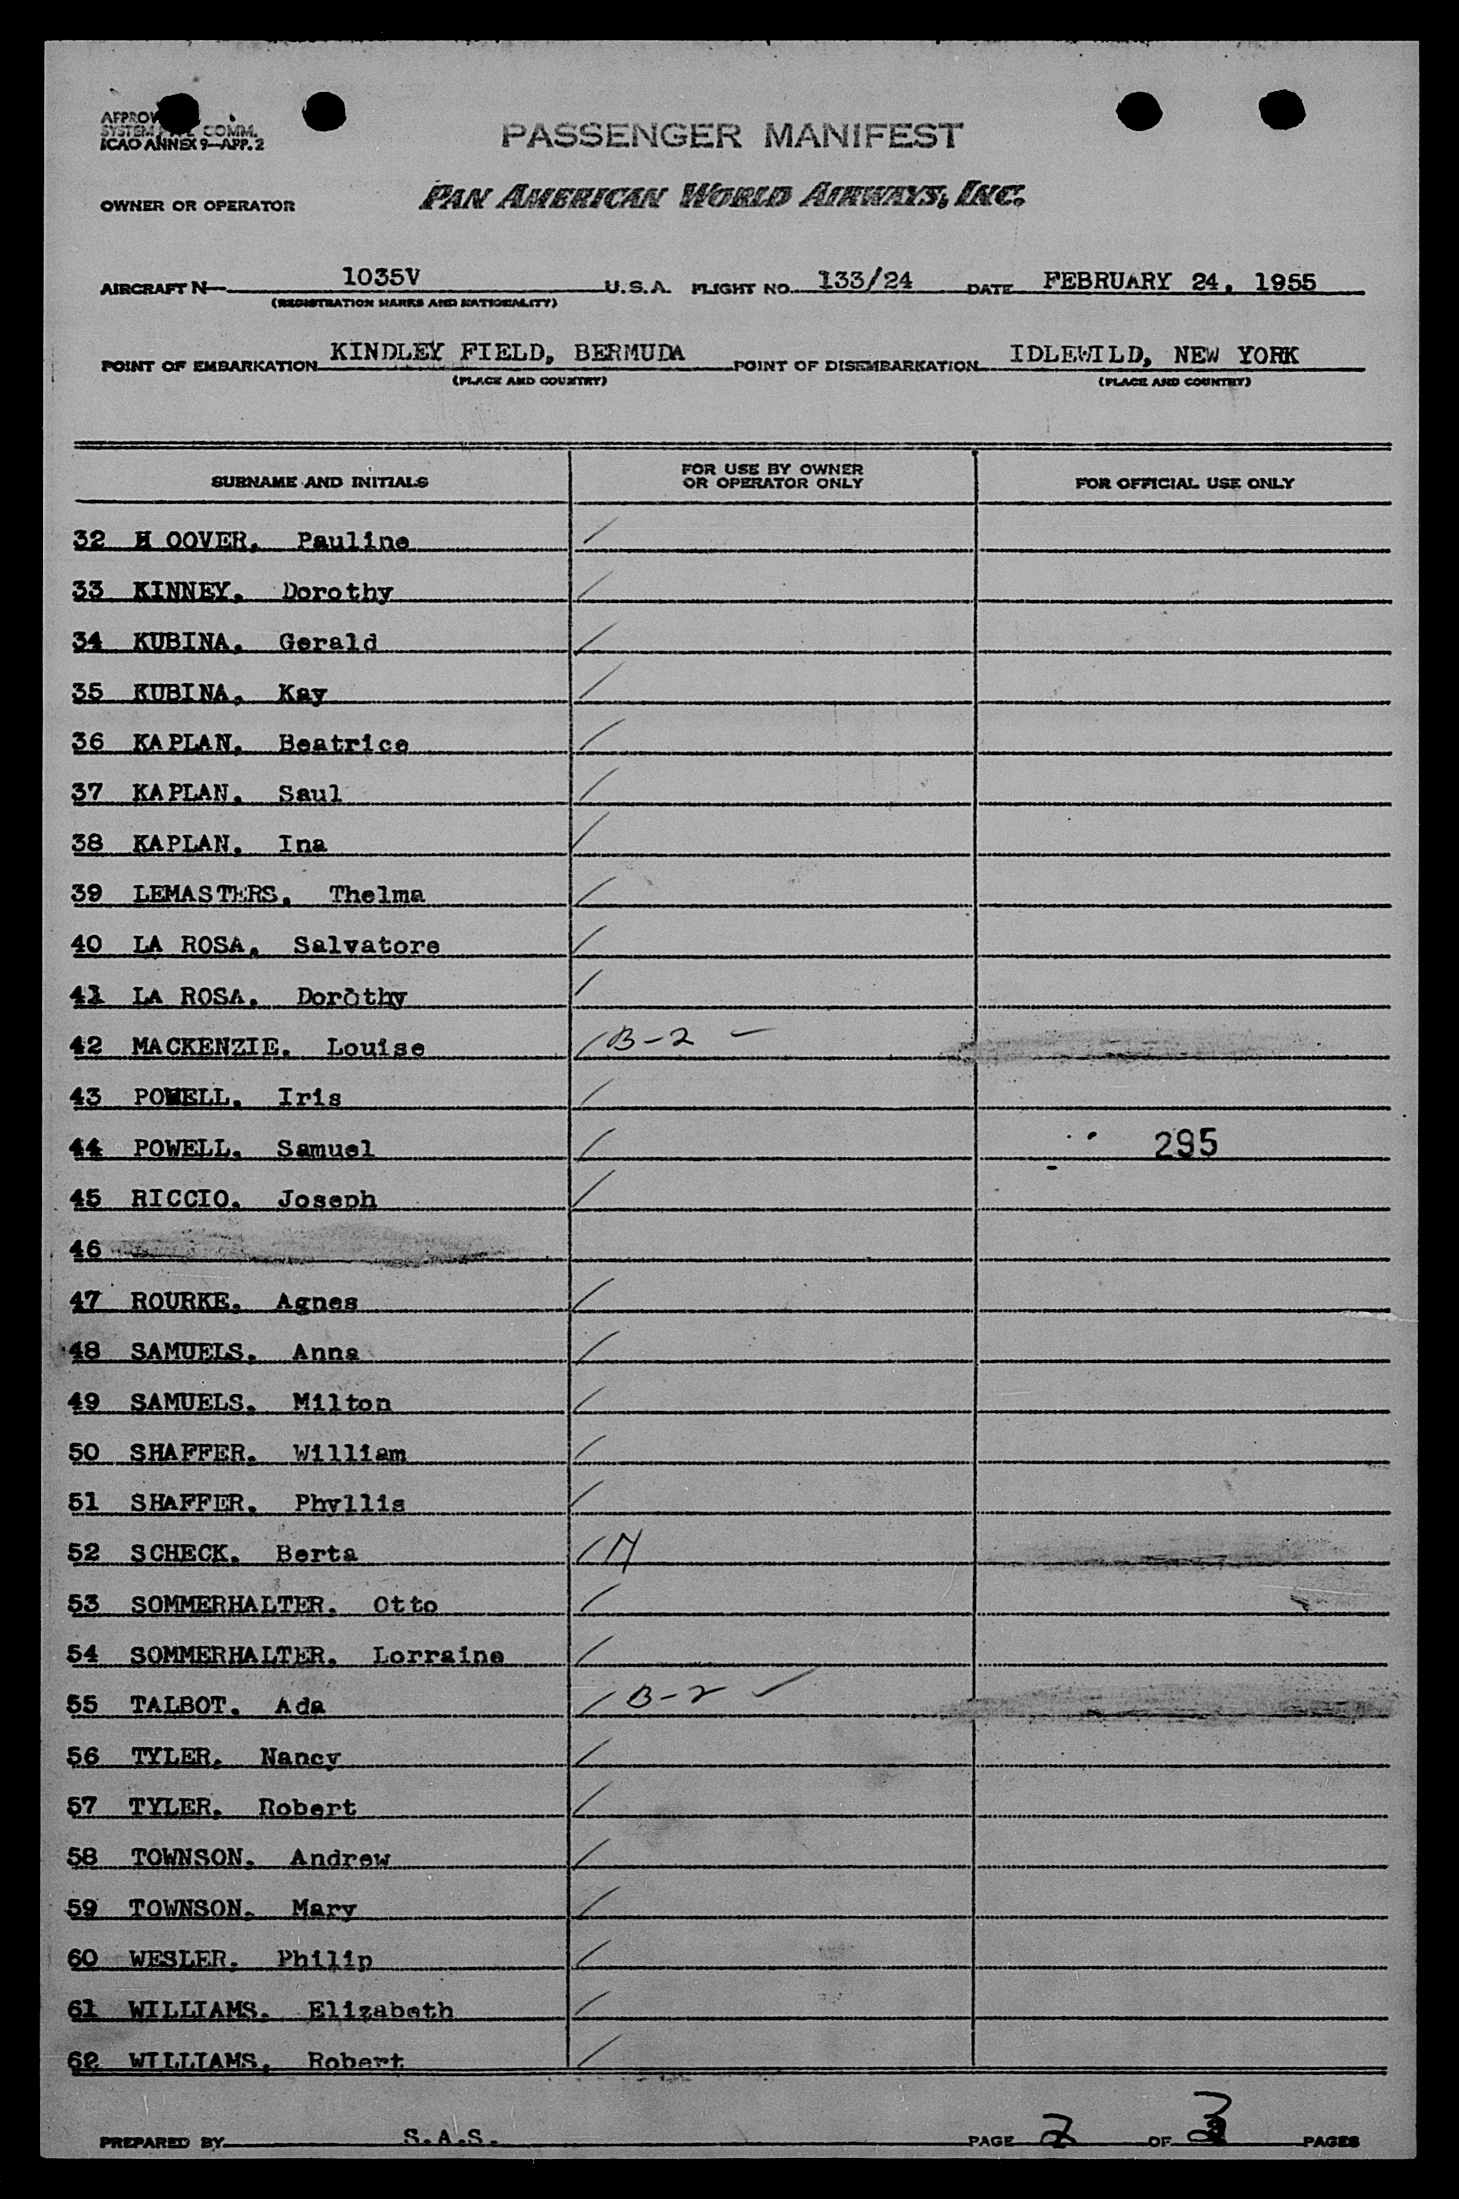 APPROV
SYSTEM COMM.
ICAO ANNEX 9—APP. 2
PASSENGER MANIFEST
OWNER OR OPERATOR PAN AMERICAN WORLD AIRWAYS, INC.
AIRCRAFT N— 1035V U.S.A. FLIGHT NO. 133/24 DATE FEBRUARY 24, 1955
(REGISTRATION MARKS AND NATIONALITY)
POINT OF EMBARKATION KINDLEY FIELD, BERMUDA POINT OF DISEMBARKATION IDLEWILD, NEW YORK
(PLACE AND COUNTRY) (PLACE AND COUNTRY)
SURNAME AND INITIALS FOR USE BY OWNER OR OPERATOR ONLY FOR OFFICIAL USE ONLY
32 H OOVER, Pauline
33 KINNEY, Dorothy
34 KUBINA, Gerald
35 KUBINA, Kay
36 KAPLAN, Beatrice
37 KAPLAN, Saul
38 KAPLAN, Ina
39 LEMASTERS, Thelma
40 LA ROSA, Salvatore
41 LA ROSA, Dorothy
42 MACKENZIE, Louise B-2
43 POWELL, Iris
44 POWELL, Samuel 295
45 RICCIO, Joseph
46
47 ROURKE, Agnes
48 SAMUELS, Anna
49 SAMUELS, Milton
50 SHAFFER, William
51 SHAFFER, Phyllis
52 SCHECK, Berta
53 SOMMERHALTER, Otto
54 SOMMERHALTER, Lorraine
55 TALBOT, Ada B-2 ✓
56 TYLER, Nancy
57 TYLER, Robert
58 TOWNSON, Andrew
59 TOWNSON, Mary
60 WESLER, Philip
61 WILLIAMS, Elizabeth
62 WILLIAMS, Robert
PREPARED BY S.A.S. PAGE 2 OF 3 PAGES